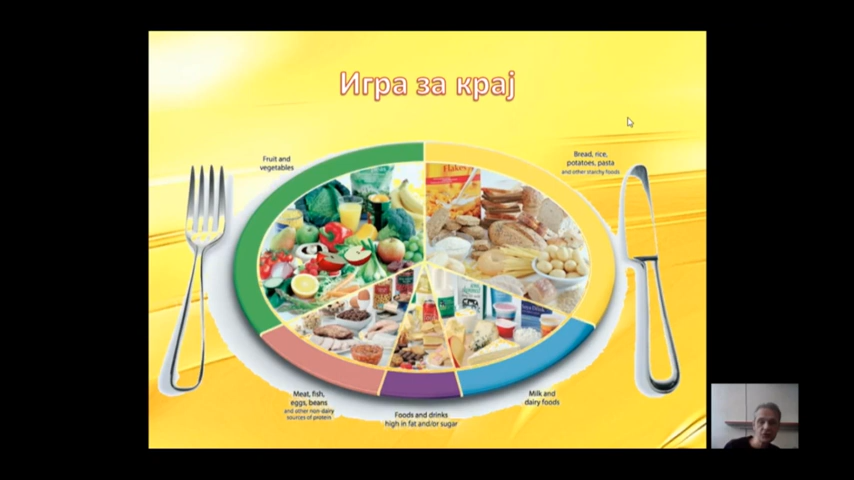 Игра за крај
Fruit and
vegetables
Bread, rice,
potatoes, pasta
and other starchy foods
Flakes
Meat, fish,
eggs, beans
and other non-dairy
sources of protein
Foods and drinks
high in fat and/or sugar
Milk and
dairy foods